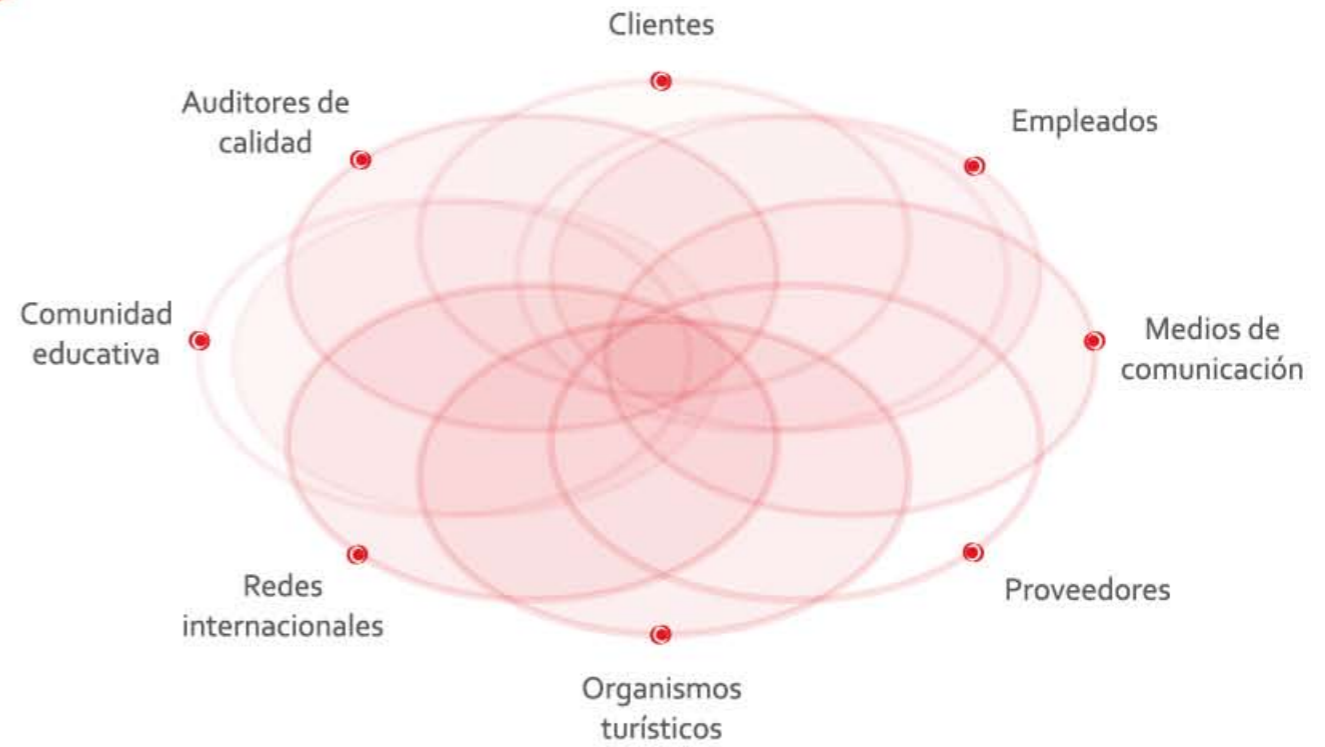 Clientes
Auditores de
calidad
Empleados
Comunidad
educativa
Medios de
comunicación
Redes
internacionales
Proveedores
Organismos
turísticos